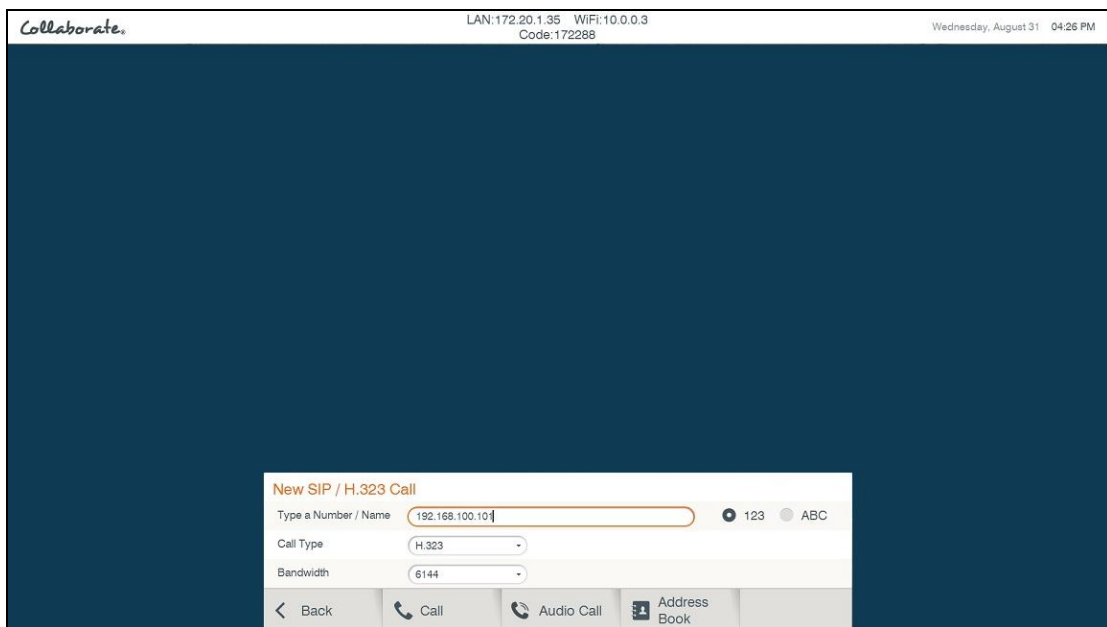 Collaborate®
LAN:172.20.1.35 WiFi:10.0.0.3
Code:172288
Wednesday, August 31 04:26 PM
New SIP / H.323 Call
Type a Number / Name 192.168.100.101 123 ABC
Call Type H.323
Bandwidth 6144
Back Call Audio Call Address Book